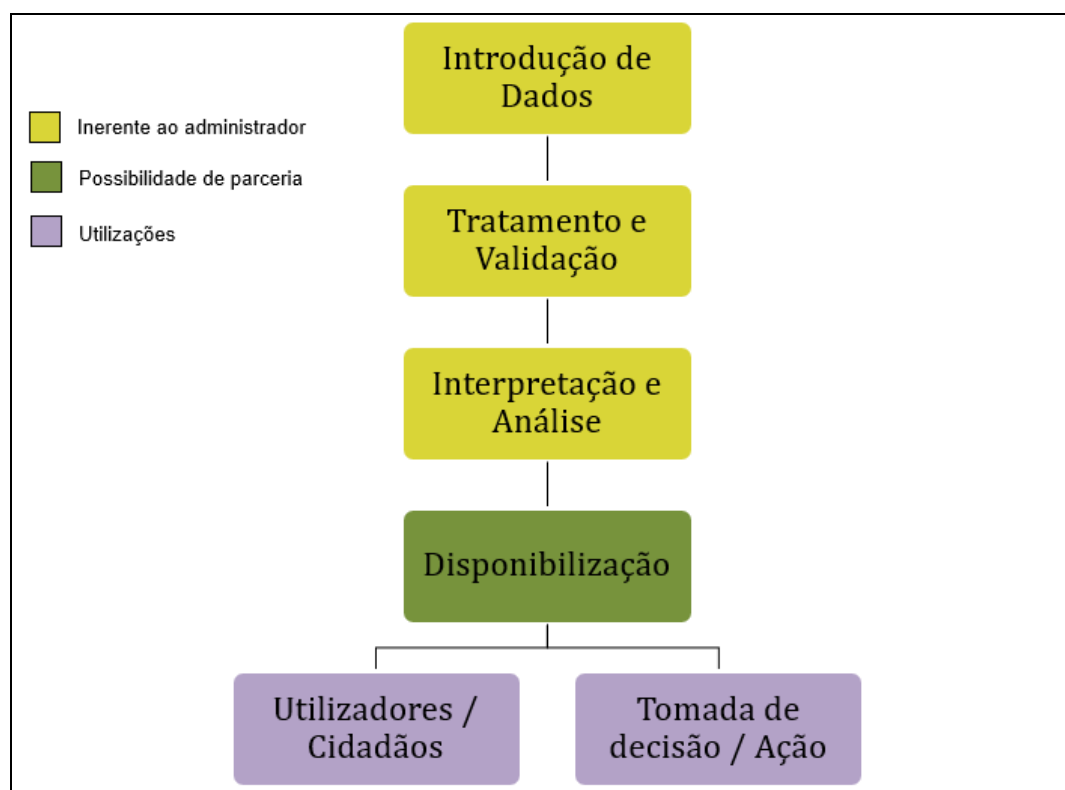 Introdução de
Dados
Inerente ao administrador
Possibilidade de parceria
Utilizações
Tratamento e
Validação
Interpretação e
Análise
Disponibilização
Utilizadores /
Cidadãos
Tomada de
decisão / Ação